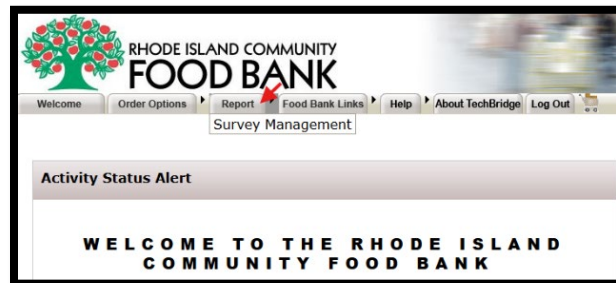 RHODE ISLAND COMMUNITY
FOOD BANK
Welcome Order Options Report Food Bank Links Help About TechBridge Log Out
Survey Management
Activity Status Alert
WELCOME TO THE RHODE ISLAND
COMMUNITY FOOD BANK